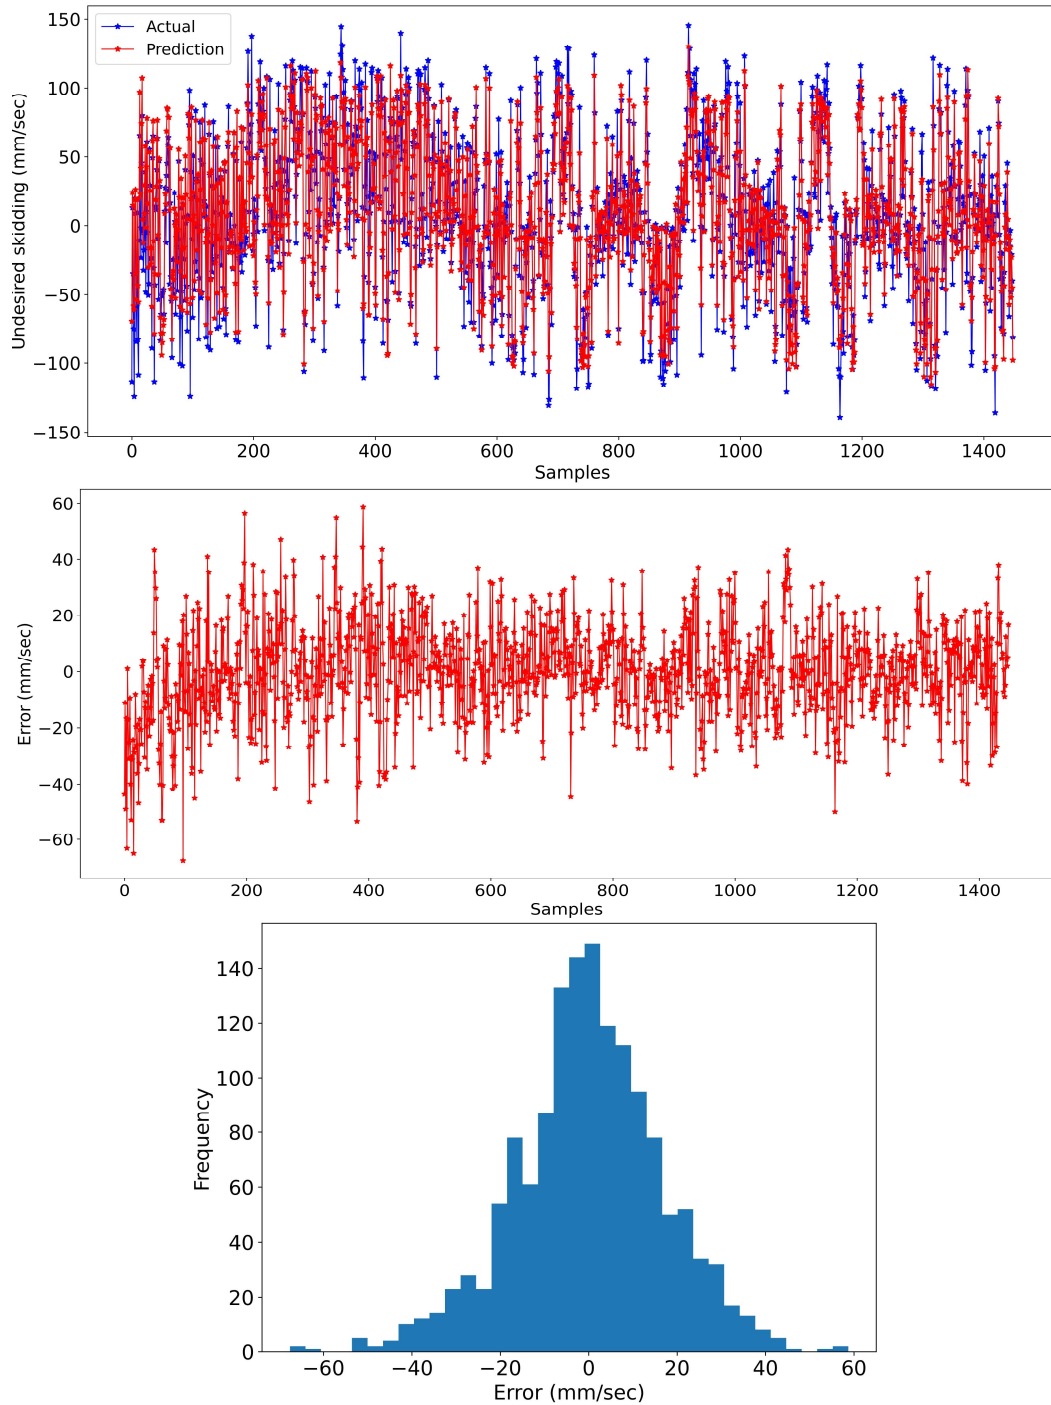 Actual
Prediction
150
100
50
0
−50
−100
−150
Undesired skidding (mm/sec)
0 200 400 600 800 1000 1200 1400
Samples
60
40
20
0
−20
−40
−60
Error (mm/sec)
0 200 400 600 800 1000 1200 1400
Samples
140
120
100
80
60
40
20
0
Frequency
−60 −40 −20 0 20 40 60
Error (mm/sec)